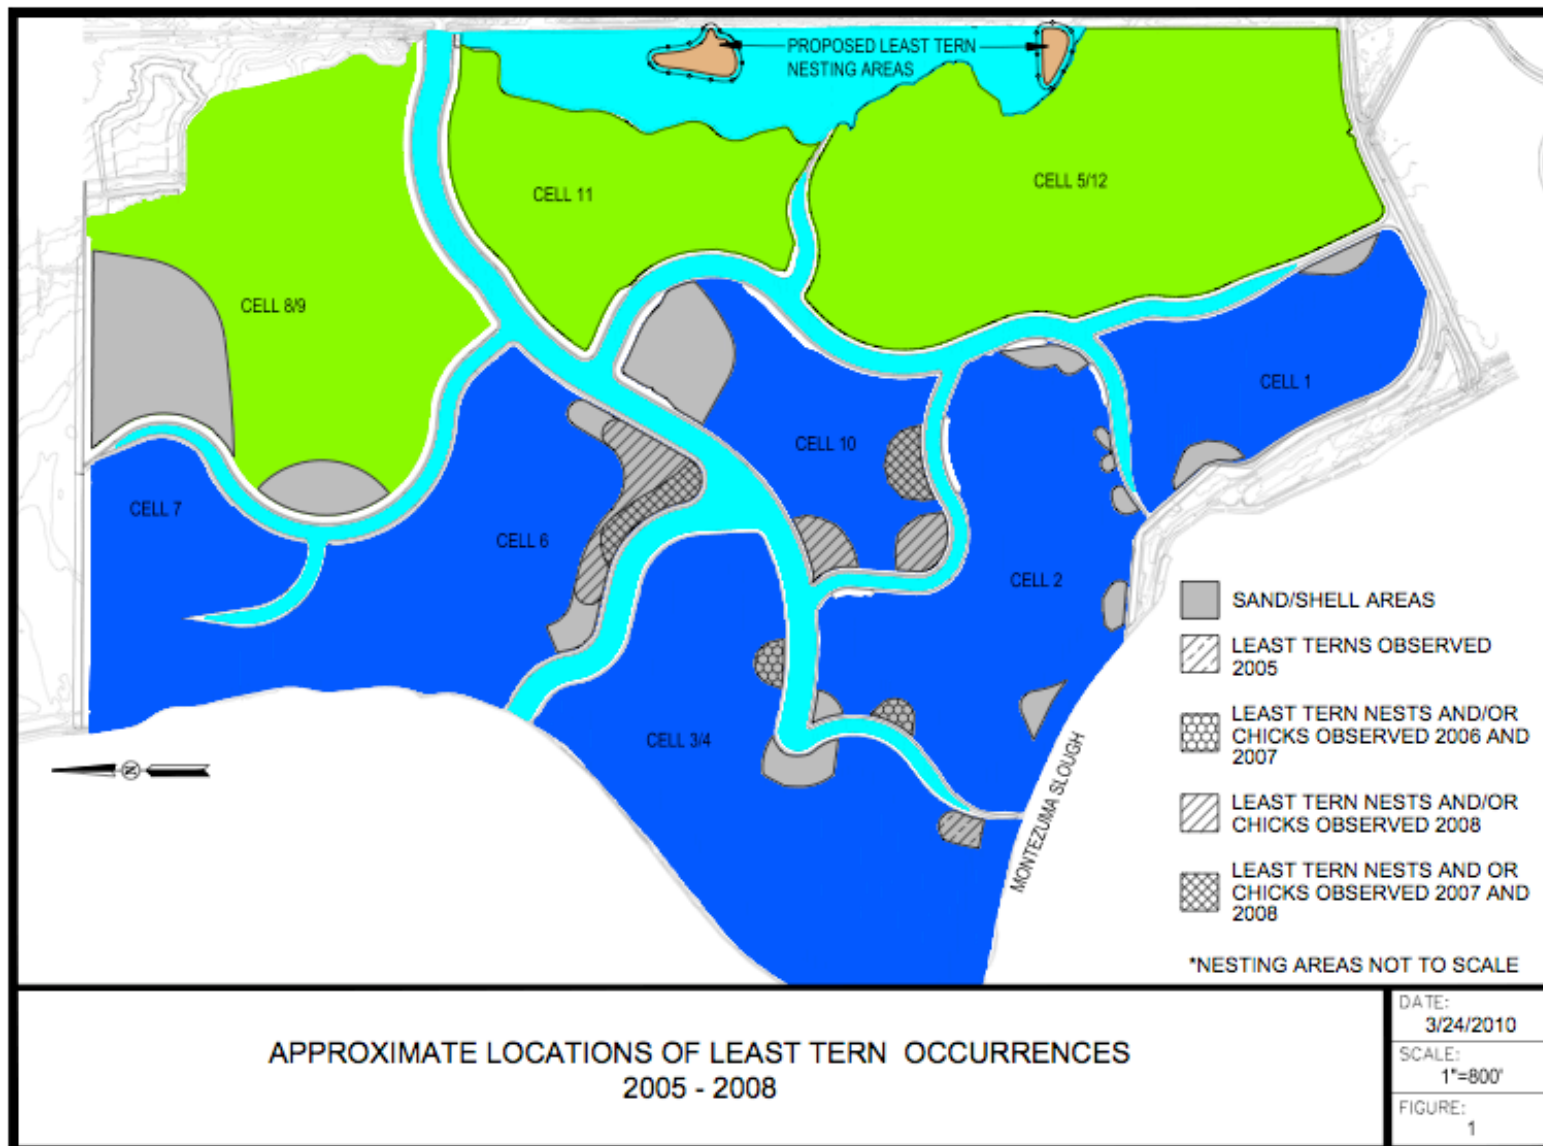 PROPOSED LEAST TERN
NESTING AREAS
CELL 11
CELL 5/12
CELL 8/9
CELL 1
CELL 10
CELL 7
CELL 6
CELL 2
CELL 3/4
MONTEZUMA SLOUGH
N
SAND/SHELL AREAS
LEAST TERNS OBSERVED
2005
LEAST TERN NESTS AND/OR
CHICKS OBSERVED 2006 AND
2007
LEAST TERN NESTS AND/OR
CHICKS OBSERVED 2008
LEAST TERN NESTS AND OR
CHICKS OBSERVED 2007 AND
2008
*NESTING AREAS NOT TO SCALE
APPROXIMATE LOCATIONS OF LEAST TERN OCCURRENCES
2005 - 2008
DATE:
3/24/2010
SCALE:
1"=800'
FIGURE:
1